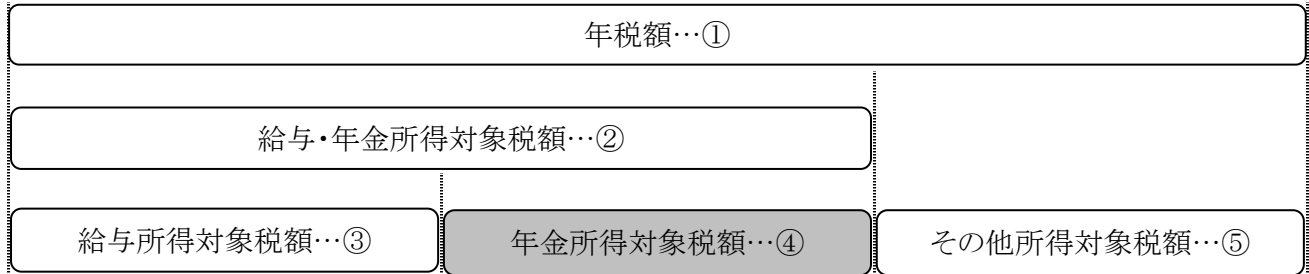 年税額…①
給与・年金所得対象税額…②
給与所得対象税額…③
年金所得対象税額…④
その他所得対象税額…⑤